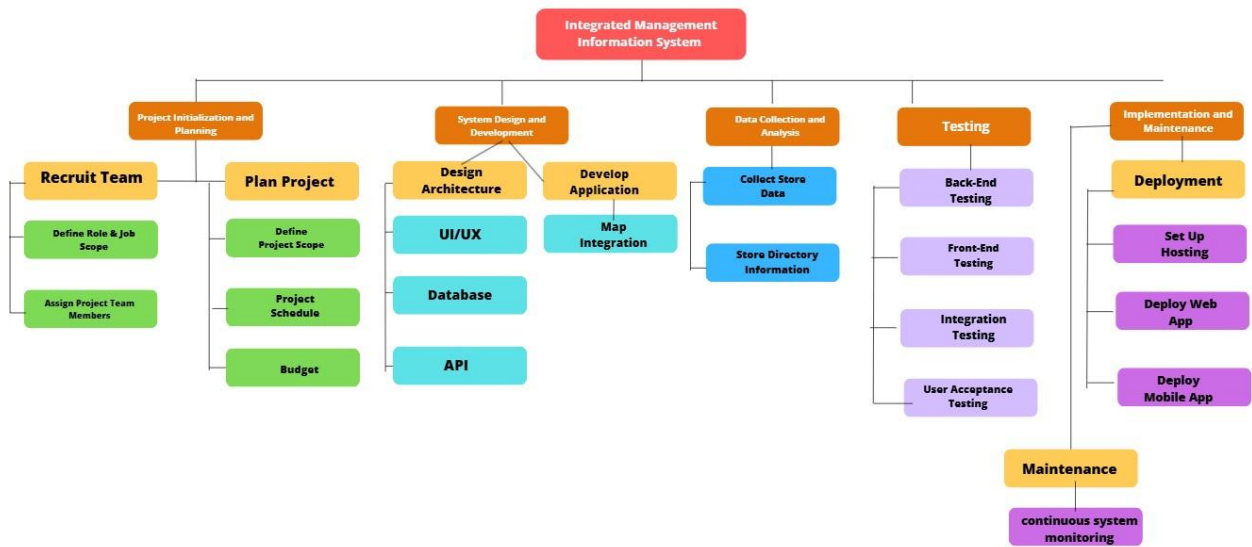 Integrated Management
Information System
Project Initialization and
Planning
System Design and
Development
Data Collection and
Analysis
Testing
Implementation and
Maintenance
Recruit Team
Define Role & Job
Scope
Assign Project Team
Members
Plan Project
Define
Project Scope
Project
Schedule
Budget
Design
Architecture
UI/UX
Database
API
Develop
Application
Map
Integration
Collect Store
Data
Store Directory
Information
Back-End
Testing
Front-End
Testing
Integration
Testing
User Acceptance
Testing
Deployment
Set Up
Hosting
Deploy Web
App
Deploy
Mobile App
Maintenance
continuous system
monitoring